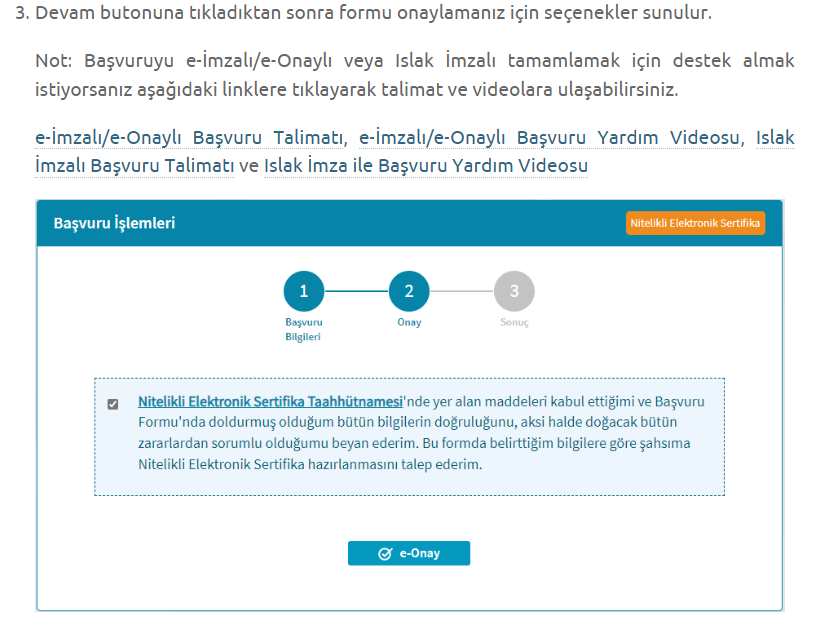 3. Devam butonuna tıkladıktan sonra formu onaylamanız için seçenekler sunulur.
Not: Başvuruyu e-İmzalı/e-Onaylı veya Islak İmzalı tamamlamak için destek almak
istiyorsanız aşağıdaki linklere tıklayarak talimat ve videolara ulaşabilirsiniz.
e-İmzalı/e-Onaylı Başvuru Talimatı, e-İmzalı/e-Onaylı Başvuru Yardım Videosu, Islak
İmzalı Başvuru Talimatı ve Islak İmza ile Başvuru Yardım Videosu
Başvuru İşlemleri
Nitelikli Elektronik Sertifika
1
2
3
Başvuru
Bilgileri
Onay
Sonuç
Nitelikli Elektronik Sertifika Taahhütnamesi'nde yer alan maddeleri kabul ettiğimi ve Başvuru
Formu'nda doldurmuş olduğum bütün bilgilerin doğruluğunu, aksi halde doğacak bütün
zararlardan sorumlu olduğumu beyan ederim. Bu formda belirttiğim bilgilere göre şahsıma
Nitelikli Elektronik Sertifika hazırlanmasını talep ederim.
e-Onay